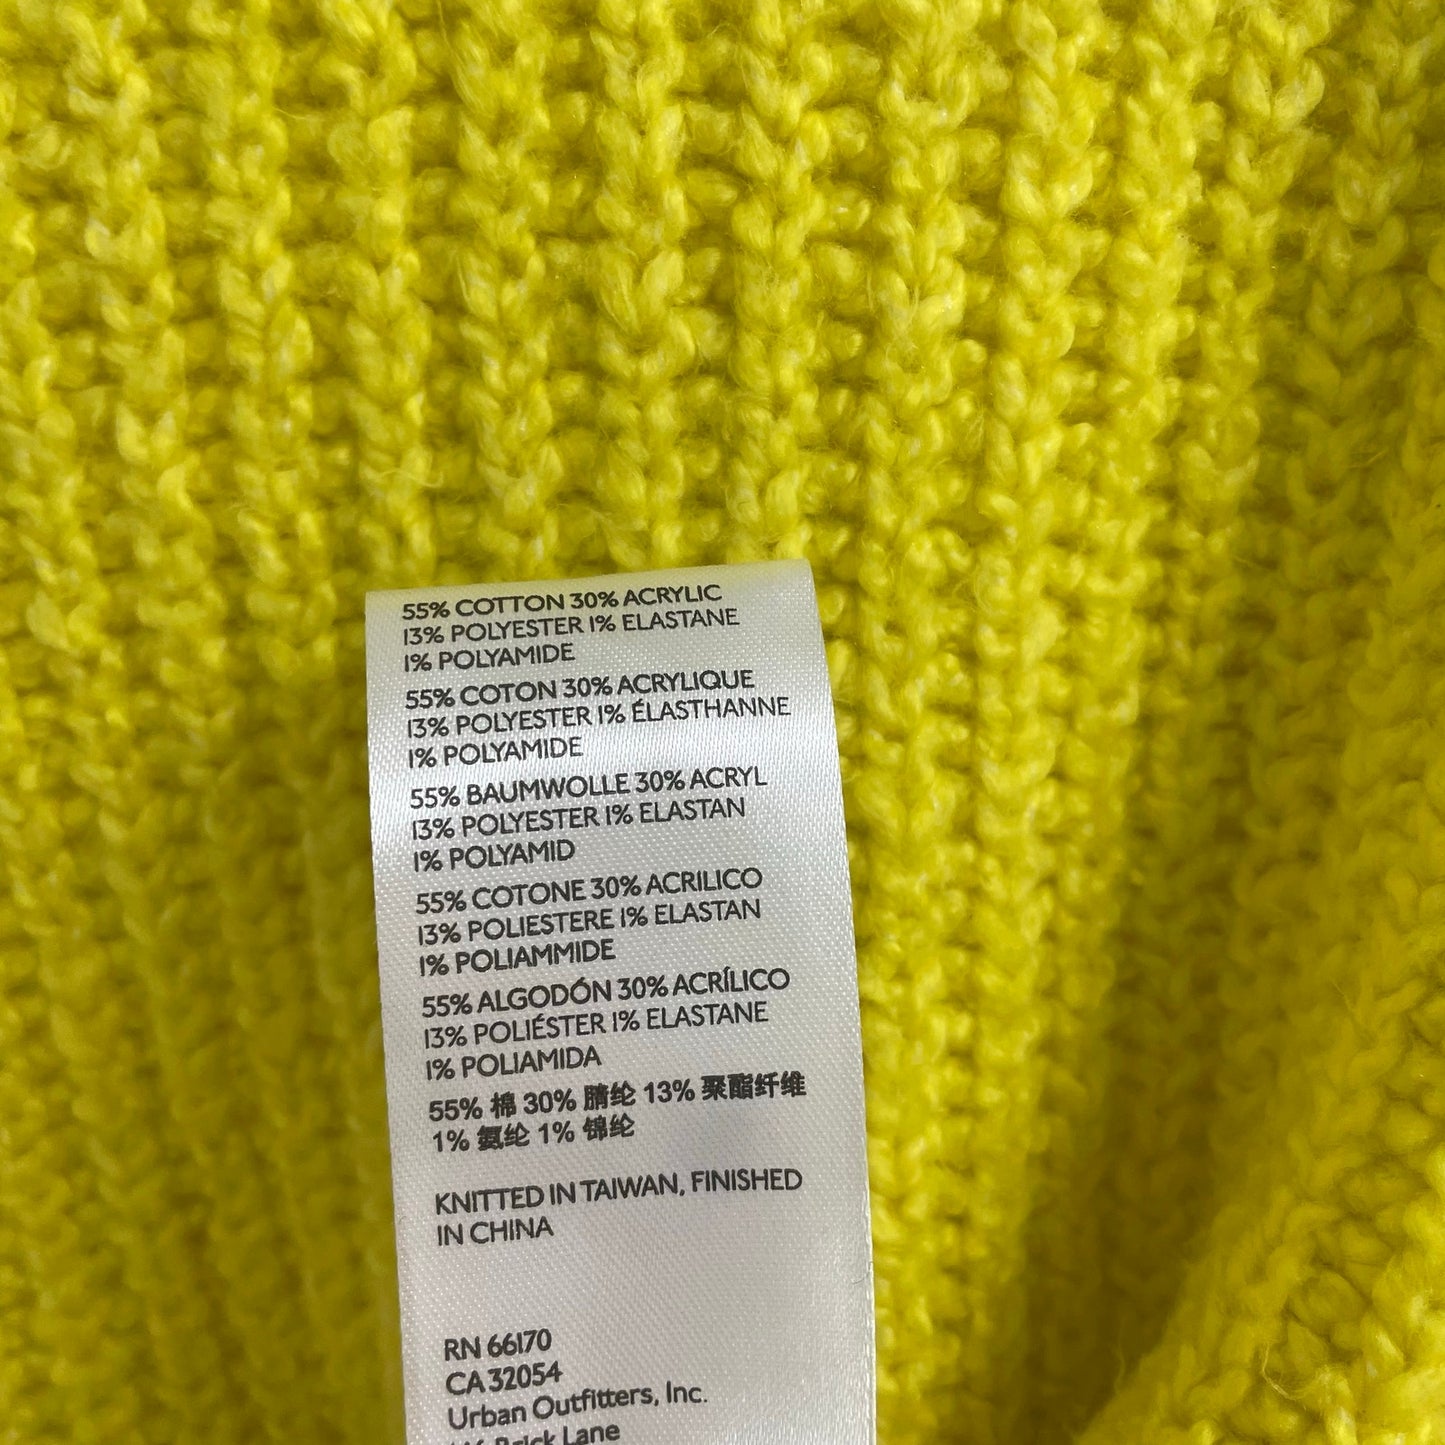 55% COTTON 30% ACRYLIC
13% POLYESTER 1% ELASTANE
1% POLYAMIDE
55% COTON 30% ACRYLIQUE
13% POLYESTER 1% ÉLASTHANNE
1% POLYAMIDE
55% BAUMWOLLE 30% ACRYL
13% POLYESTER 1% ELASTAN
1% POLYAMID
55% COTONE 30% ACRILICO
13% POLIESTERE 1% ELASTAN
1% POLIAMMIDE
55% ALGODÓN 30% ACRÍLICO
13% POLIÉSTER 1% ELASTANE
1% POLIAMIDA
55% 棉 30% 腈纶 13% 聚酯纤维
1% 氨纶 1% 锦纶
KNITTED IN TAIWAN, FINISHED
IN CHINA
RN 66170
CA 32054
Urban Outfitters, Inc.
Brick Lane